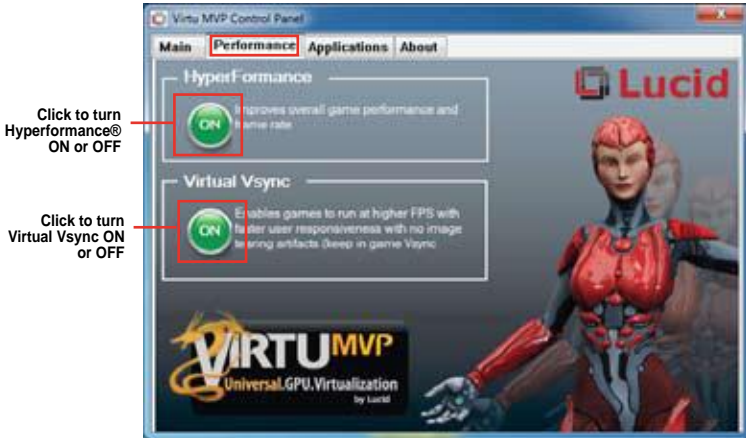 Virtu MVP Control Panel
Main Performance Applications About
HyperFormance
Lucid
Click to turn
Hyperformance®
ON or OFF
ON
Improves overall game performance and
frame rate
Virtual Vsync
Click to turn
Virtual Vsync ON
or OFF
ON
Enables games to run at higher FPS with
faster user responsiveness with no image
tearing artifacts (keep in game Vsync
VIRTU MVP
Universal.GPU.Virtualization
by Lucid